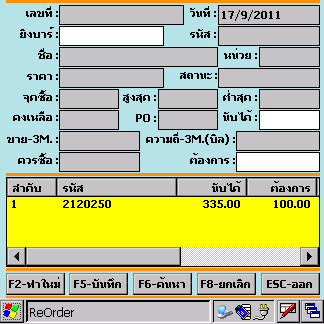 เลขที่ : วันที่ : 17/9/2011
ยิงบาร์ : รหัส :
ชื่อ : หน่วย :
ราคา : สถานะ :
จุดซื้อ : สูงสุด : ต่ำสุด :
คงเหลือ : PO : ขึ้นได้ :
ขาย-3M. : ความถี่-3M.(บิล) :
ควรซื้อ : ต้องการ :
ลำดับ รหัส ขึ้นได้ ต้องการ
1 2120250 335.00 100.00
F2-ทำใหม่ F5-บันทึก F6-ค้นหา F8-ยกเลิก ESC-ออก
ReOrder